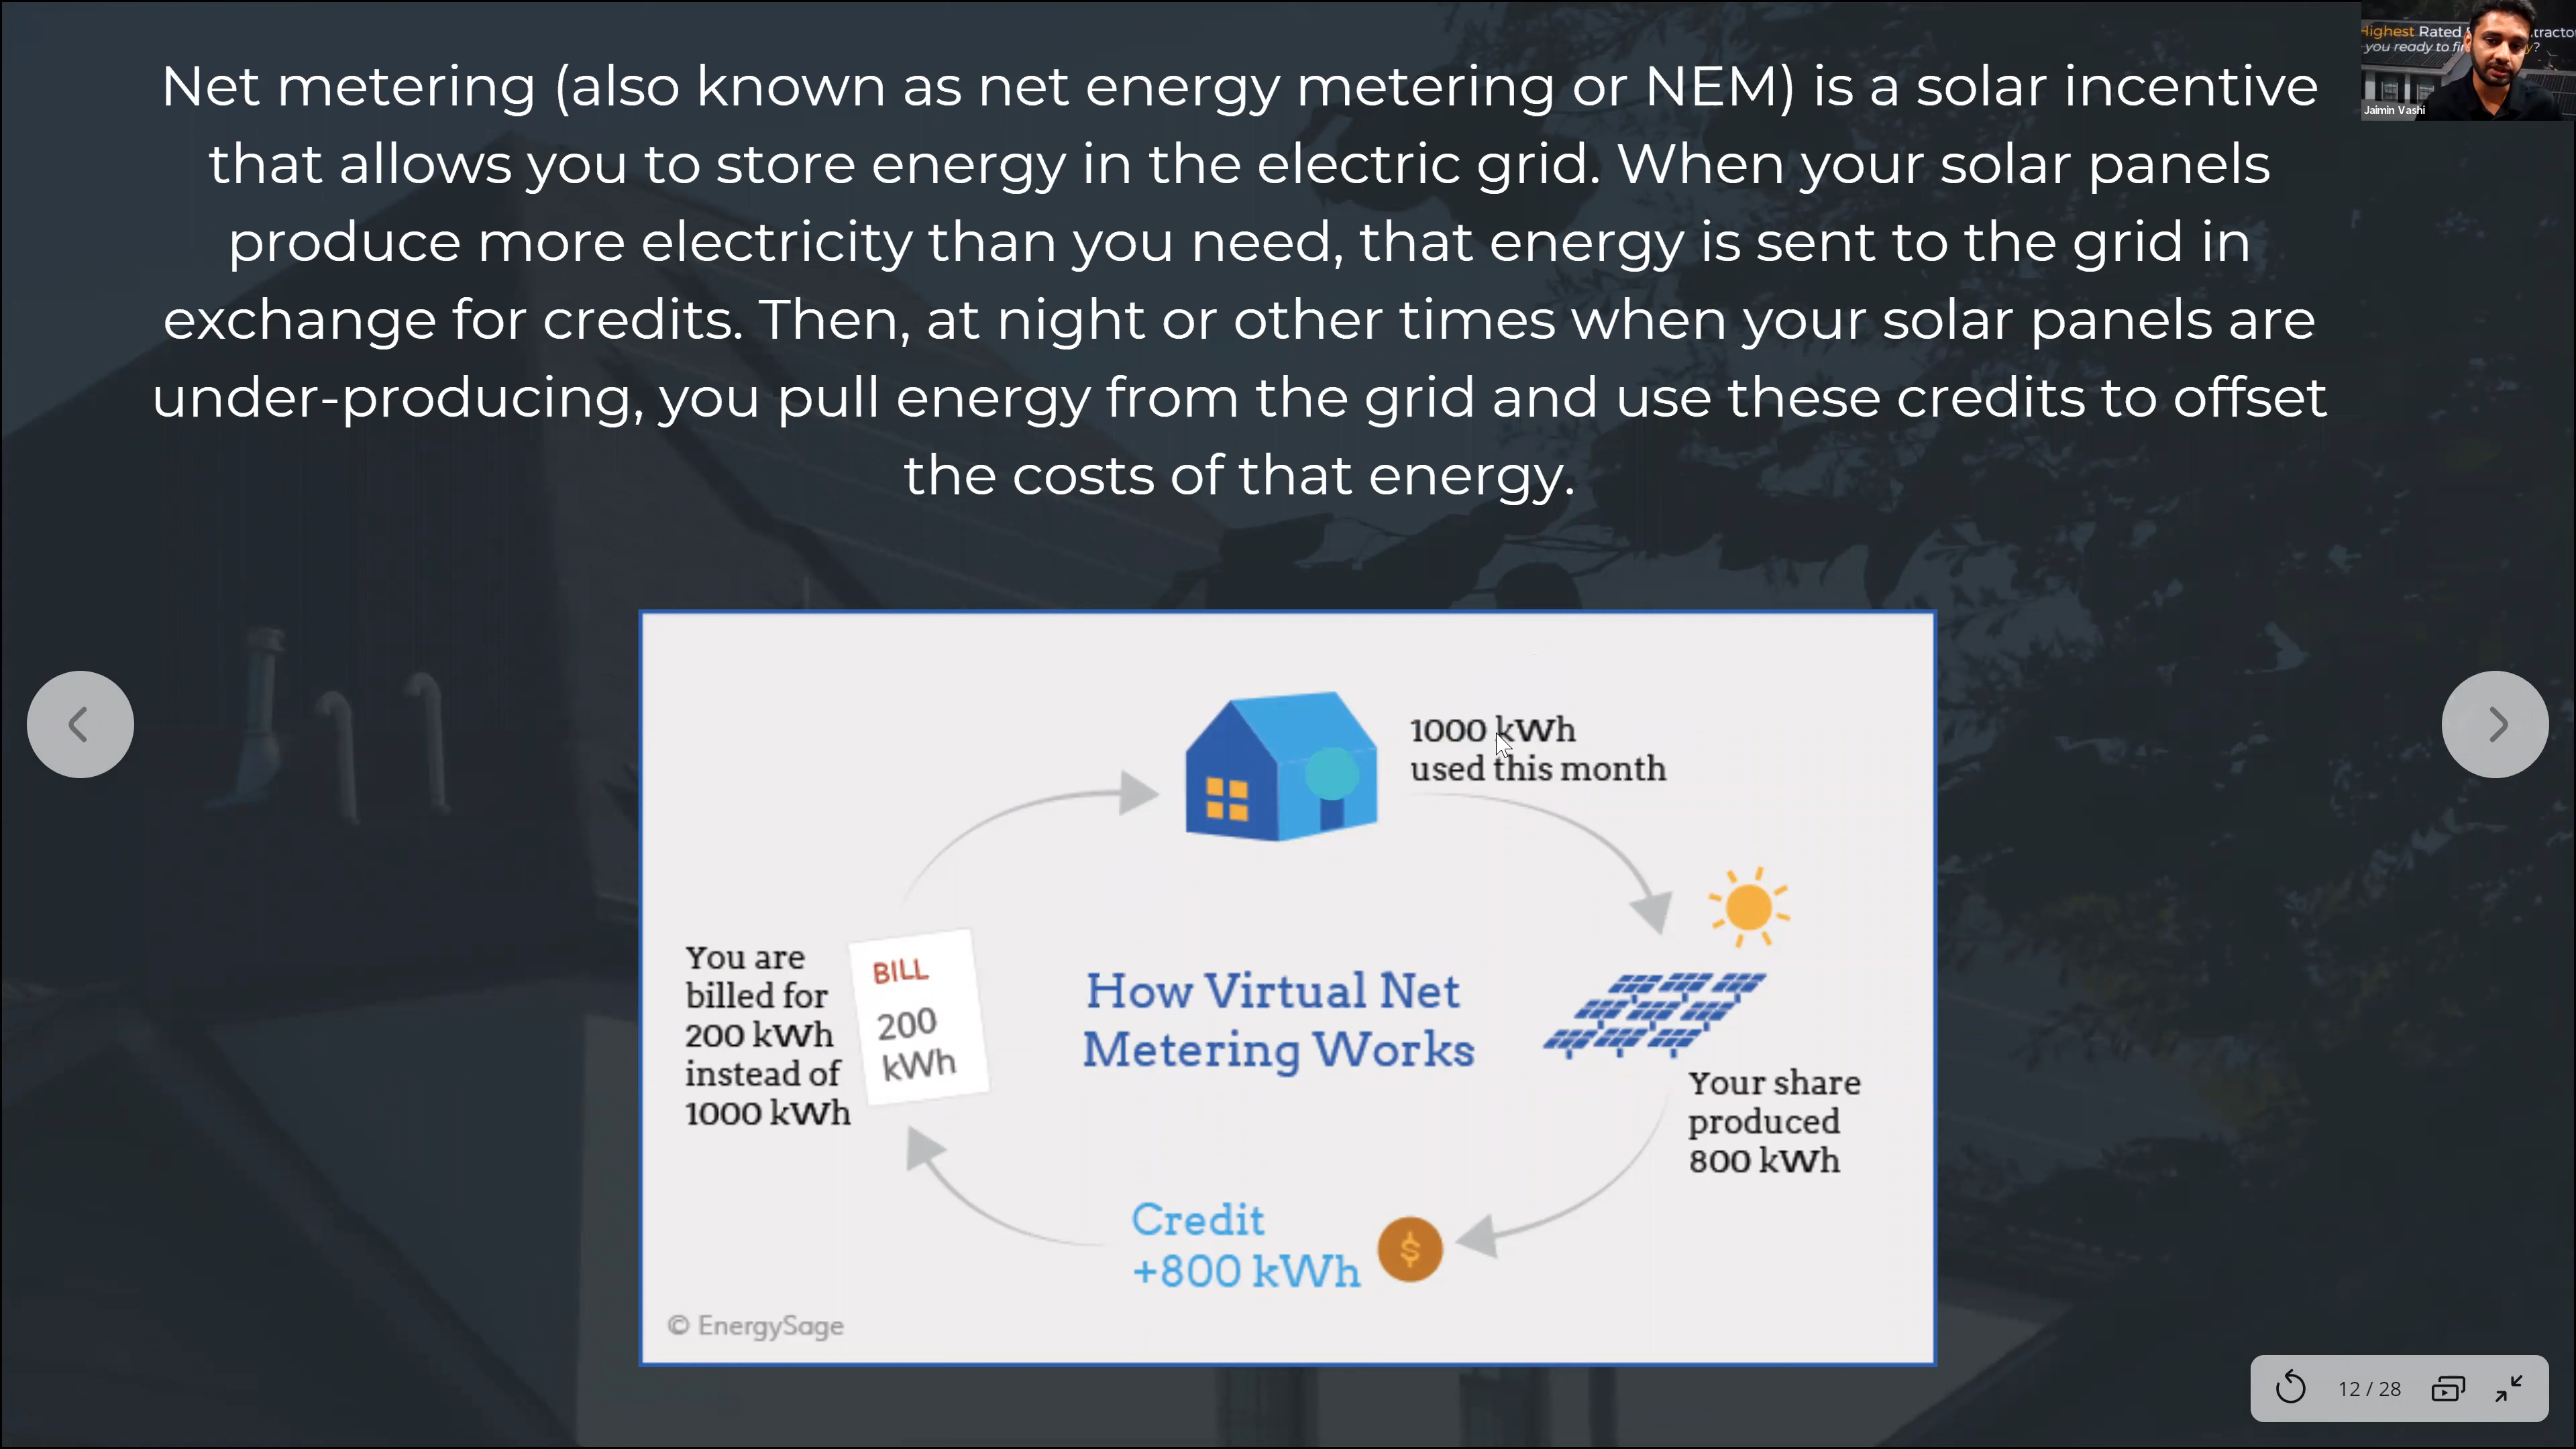 Net metering (also known as net energy metering or NEM) is a solar incentive
that allows you to store energy in the electric grid. When your solar panels
produce more electricity than you need, that energy is sent to the grid in
exchange for credits. Then, at night or other times when your solar panels are
under-producing, you pull energy from the grid and use these credits to offset
the costs of that energy.
Highest Rated
you ready to
Jaimin Vashi
1000 kWh
used this month
You are
billed for
200 kWh
instead of
1000 kWh
BILL
200
kWh
How Virtual Net
Metering Works
Your share
produced
800 kWh
Credit
+800 kWh
$
© EnergySage
12 / 28